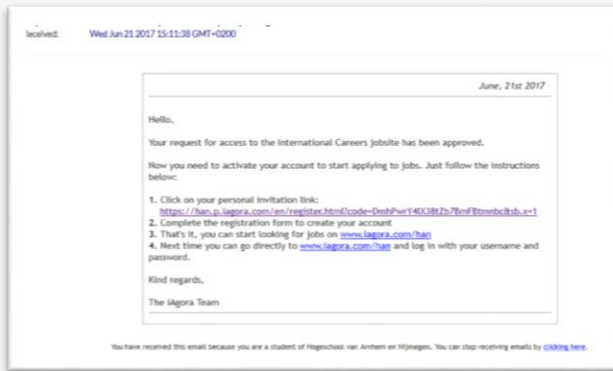 Received: Wed Jun 21 2017 15:11:38 GMT+0200
June, 21st 2017
Hello,
Your request for access to the International Careers jobsite has been approved.
Now you need to activate your account to start applying to jobs. Just follow the instructions
below:
1. Click on your personal invitation link:
2. Complete the registration form to create your account
3. That's it, you can start looking for jobs on www.iagora.com/han
4. Next time you can go directly to www.iagora.com/han and log in with your username and
password.
Kind regards,
The iAgora Team
You have received this email because you are a student of Hogeschool van Arnhem en Nijmegen. You can stop receiving emails by clicking here.